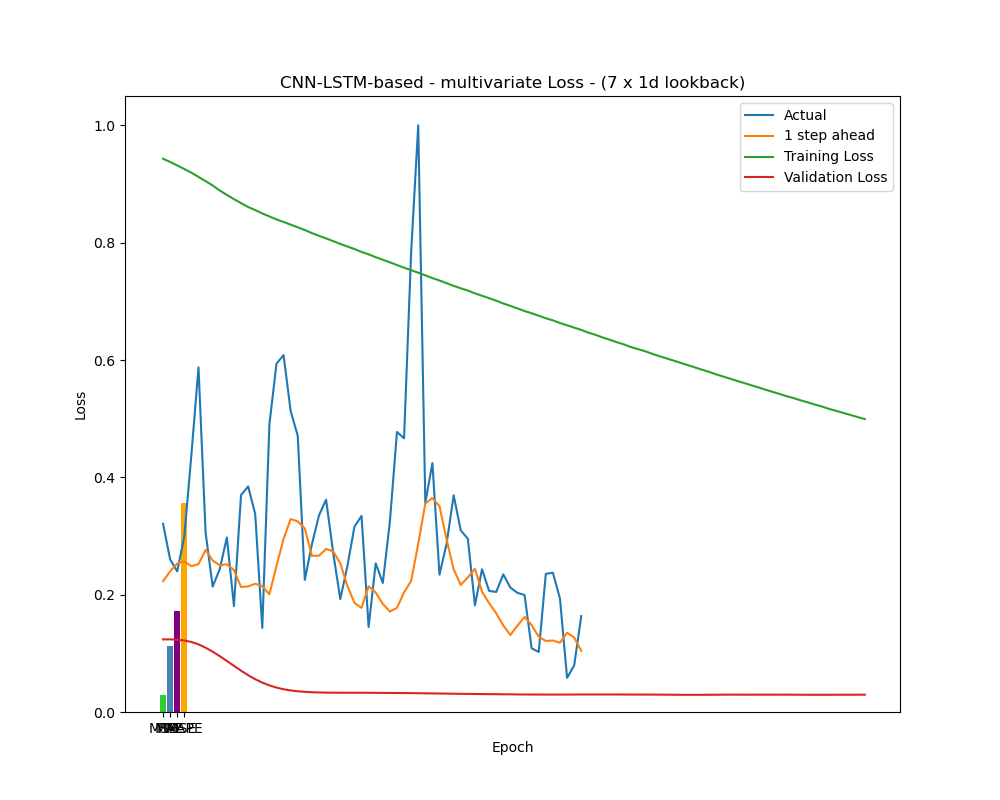 CNN-LSTM-based - multivariate Loss - (7 x 1d lookback)
Actual
1 step ahead
Training Loss
Validation Loss
1.0
0.8
0.6
0.4
0.2
0.0
Loss
Epoch